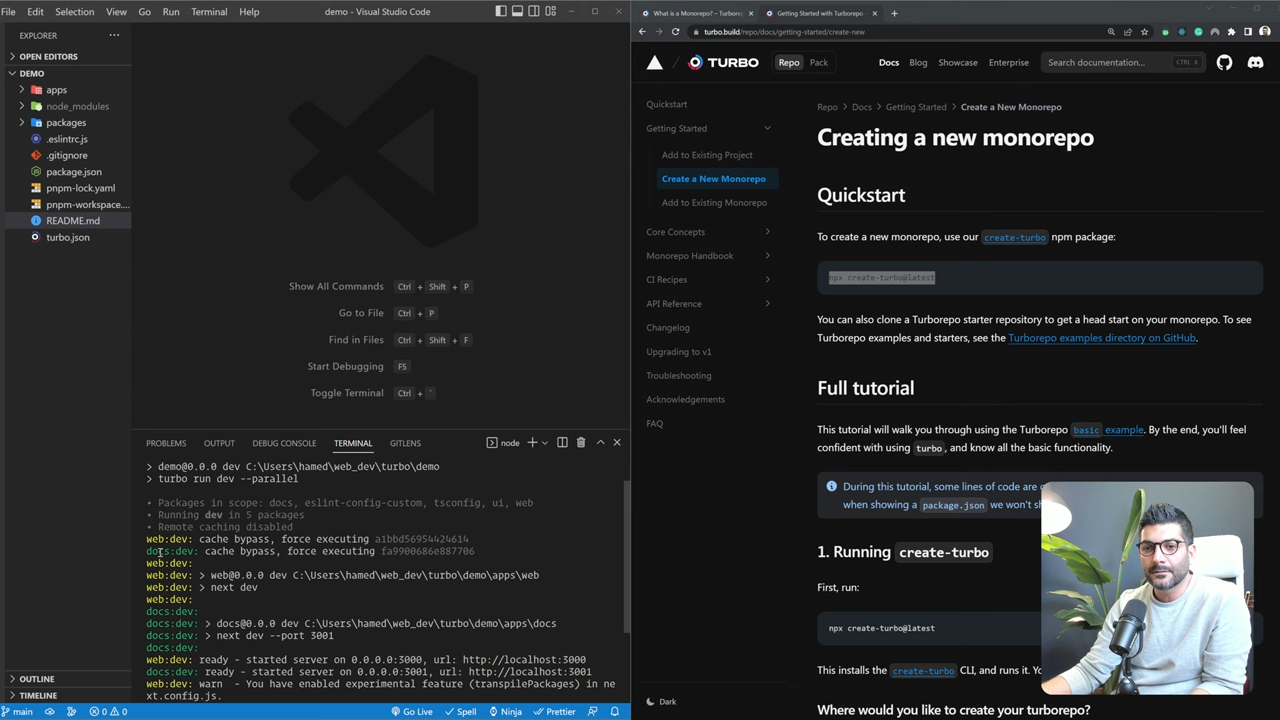 File Edit Selection View Go Run Terminal Help
demo - Visual Studio Code
EXPLORER
OPEN EDITORS
DEMO
apps
node_modules
packages
.eslintrc.js
.gitignore
package.json
pnpm-lock.yaml
pnpm-workspace....
README.md
turbo.json
OUTLINE
TIMELINE
Show All Commands Ctrl + Shift + P
Go to File Ctrl + P
Find in Files Ctrl + Shift + F
Start Debugging F5
Toggle Terminal Ctrl + `
PROBLEMS OUTPUT DEBUG CONSOLE TERMINAL GITLENS
node
> demo@0.0.0 dev C:\Users\hamed\web_dev\turbo\demo
> turbo run dev --parallel
• Packages in scope: docs, eslint-config-custom, tsconfig, ui, web
• Running dev in 5 packages
• Remote caching disabled
web:dev: cache bypass, force executing a1bbd56954424614
docs:dev: cache bypass, force executing fa9900686e887706
web:dev:
web:dev: > web@0.0.0 dev C:\Users\hamed\web_dev\turbo\demo\apps\web
web:dev: > next dev
web:dev:
docs:dev:
docs:dev: > docs@0.0.0 dev C:\Users\hamed\web_dev\turbo\demo\apps\docs
docs:dev: > next dev --port 3001
docs:dev:
web:dev: ready - started server on 0.0.0.0:3000, url: http://localhost:3000
docs:dev: ready - started server on 0.0.0.0:3001, url: http://localhost:3001
web:dev: warn - You have enabled experimental feature (transpilePackages) in ne
xt.config.js.
main 0 0 Go Live Spell Ninja Prettier
What is a Monorepo? – Turborep
Getting Started with Turborepo
turbo.build/repo/docs/getting-started/create-new
TURBO Repo Pack Docs Blog Showcase Enterprise Search documentation... CTRL K
Quickstart
Getting Started
Add to Existing Project
Create a New Monorepo
Add to Existing Monorepo
Core Concepts
Monorepo Handbook
CI Recipes
API Reference
Changelog
Upgrading to v1
Troubleshooting
Acknowledgements
FAQ
Dark
Repo Docs Getting Started Create a New Monorepo
Creating a new monorepo
Quickstart
To create a new monorepo, use our create-turbo npm package:
npx create-turbo@latest
You can also clone a Turborepo starter repository to get a head start on your monorepo. To see
Turborepo examples and starters, see the Turborepo examples directory on GitHub.
Full tutorial
This tutorial will walk you through using the Turborepo basic example. By the end, you'll feel
confident with using turbo, and know all the basic functionality.
During this tutorial, some lines of code are
when showing a package.json we won't
1. Running create-turbo
First, run:
npx create-turbo@latest
This installs the create-turbo CLI, and runs it.
Where would you like to create your turborepo?